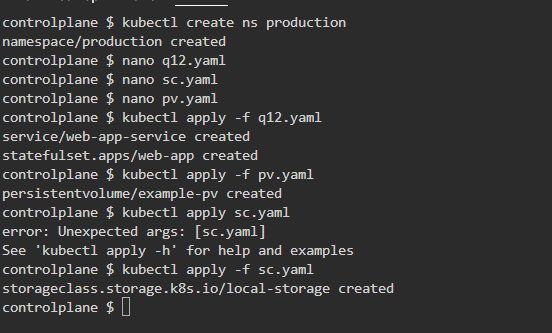 controlplane $ kubectl create ns production
namespace/production created
controlplane $ nano q12.yaml
controlplane $ nano sc.yaml
controlplane $ nano pv.yaml
controlplane $ kubectl apply -f q12.yaml
service/web-app-service created
statefulset.apps/web-app created
controlplane $ kubectl apply -f pv.yaml
persistentvolume/example-pv created
controlplane $ kubectl apply sc.yaml
error: Unexpected args: [sc.yaml]
See 'kubectl apply -h' for help and examples
controlplane $ kubectl apply -f sc.yaml
storageclass.storage.k8s.io/local-storage created
controlplane $